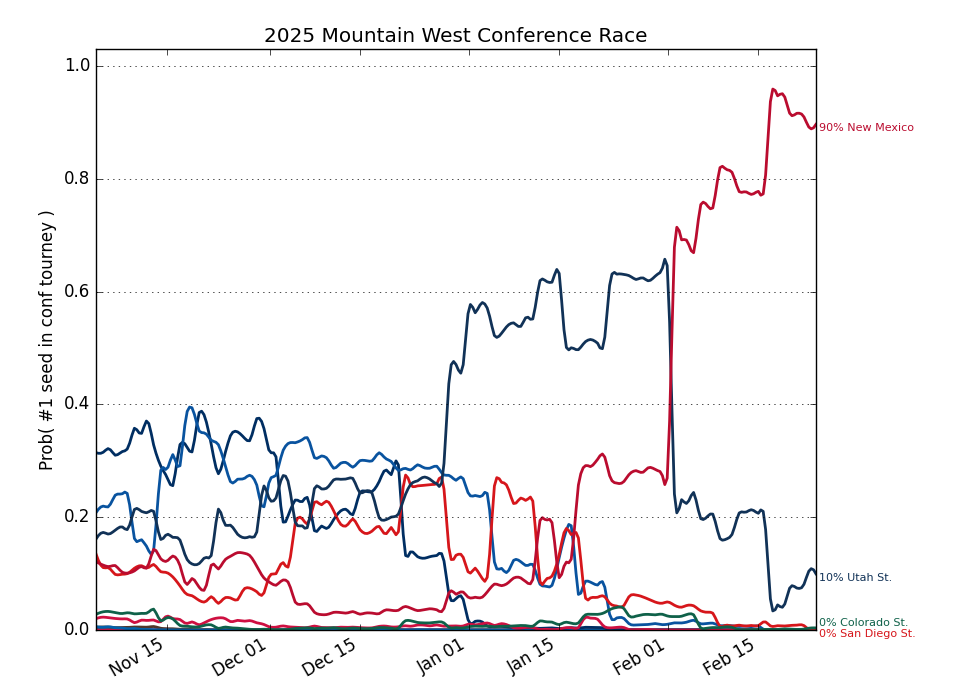 2025 Mountain West Conference Race
1.0
0.8
0.6
0.4
0.2
0.0
Prob( #1 seed in conf tourney )
90% New Mexico
10% Utah St.
0% Colorado St.
0% San Diego St.
Nov 15
Dec 01
Dec 15
Jan 01
Jan 15
Feb 01
Feb 15